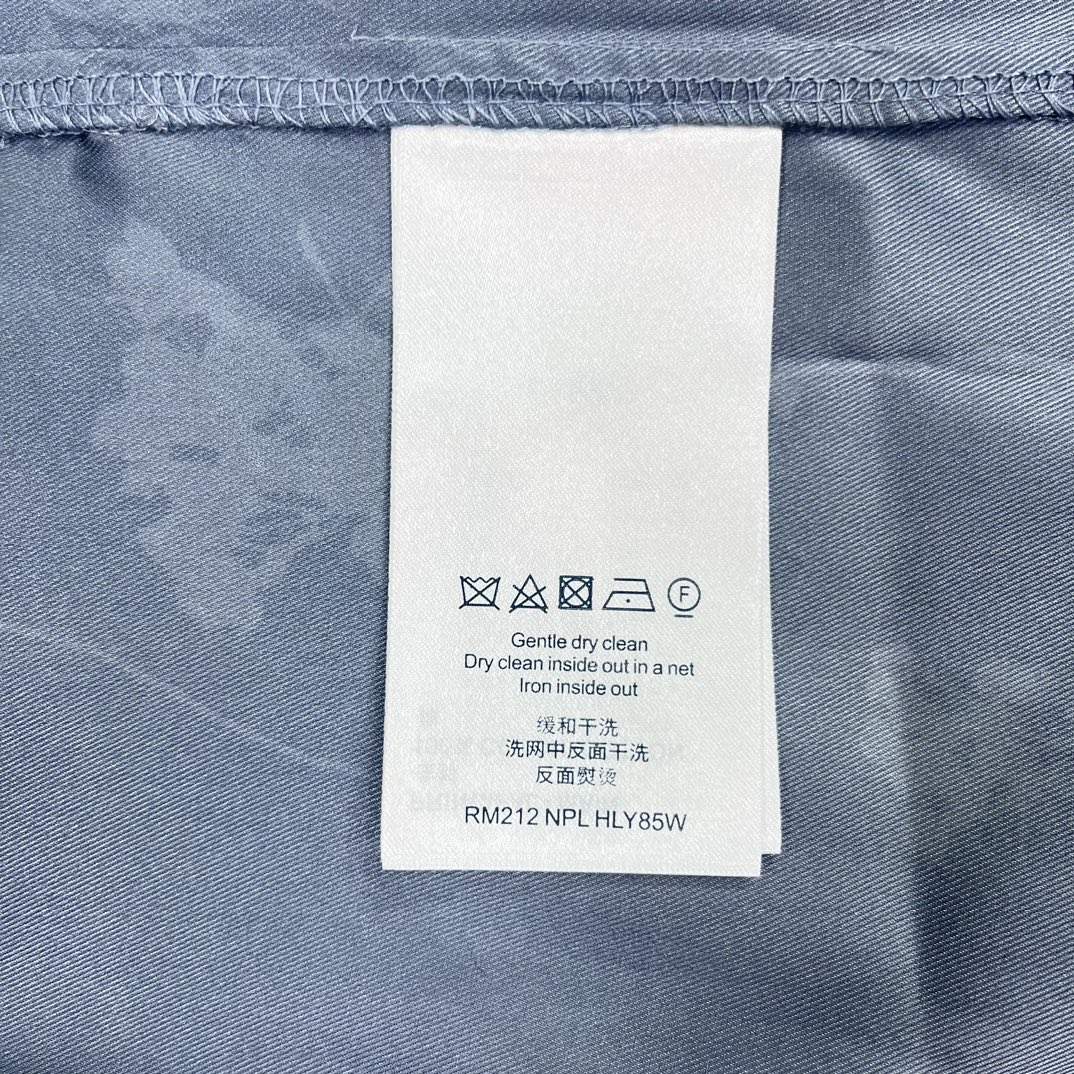 F
Gentle dry clean
Dry clean inside out in a net
Iron inside out
缓和干洗
洗网中反面干洗
反面熨烫
RM212 NPL HLY85W